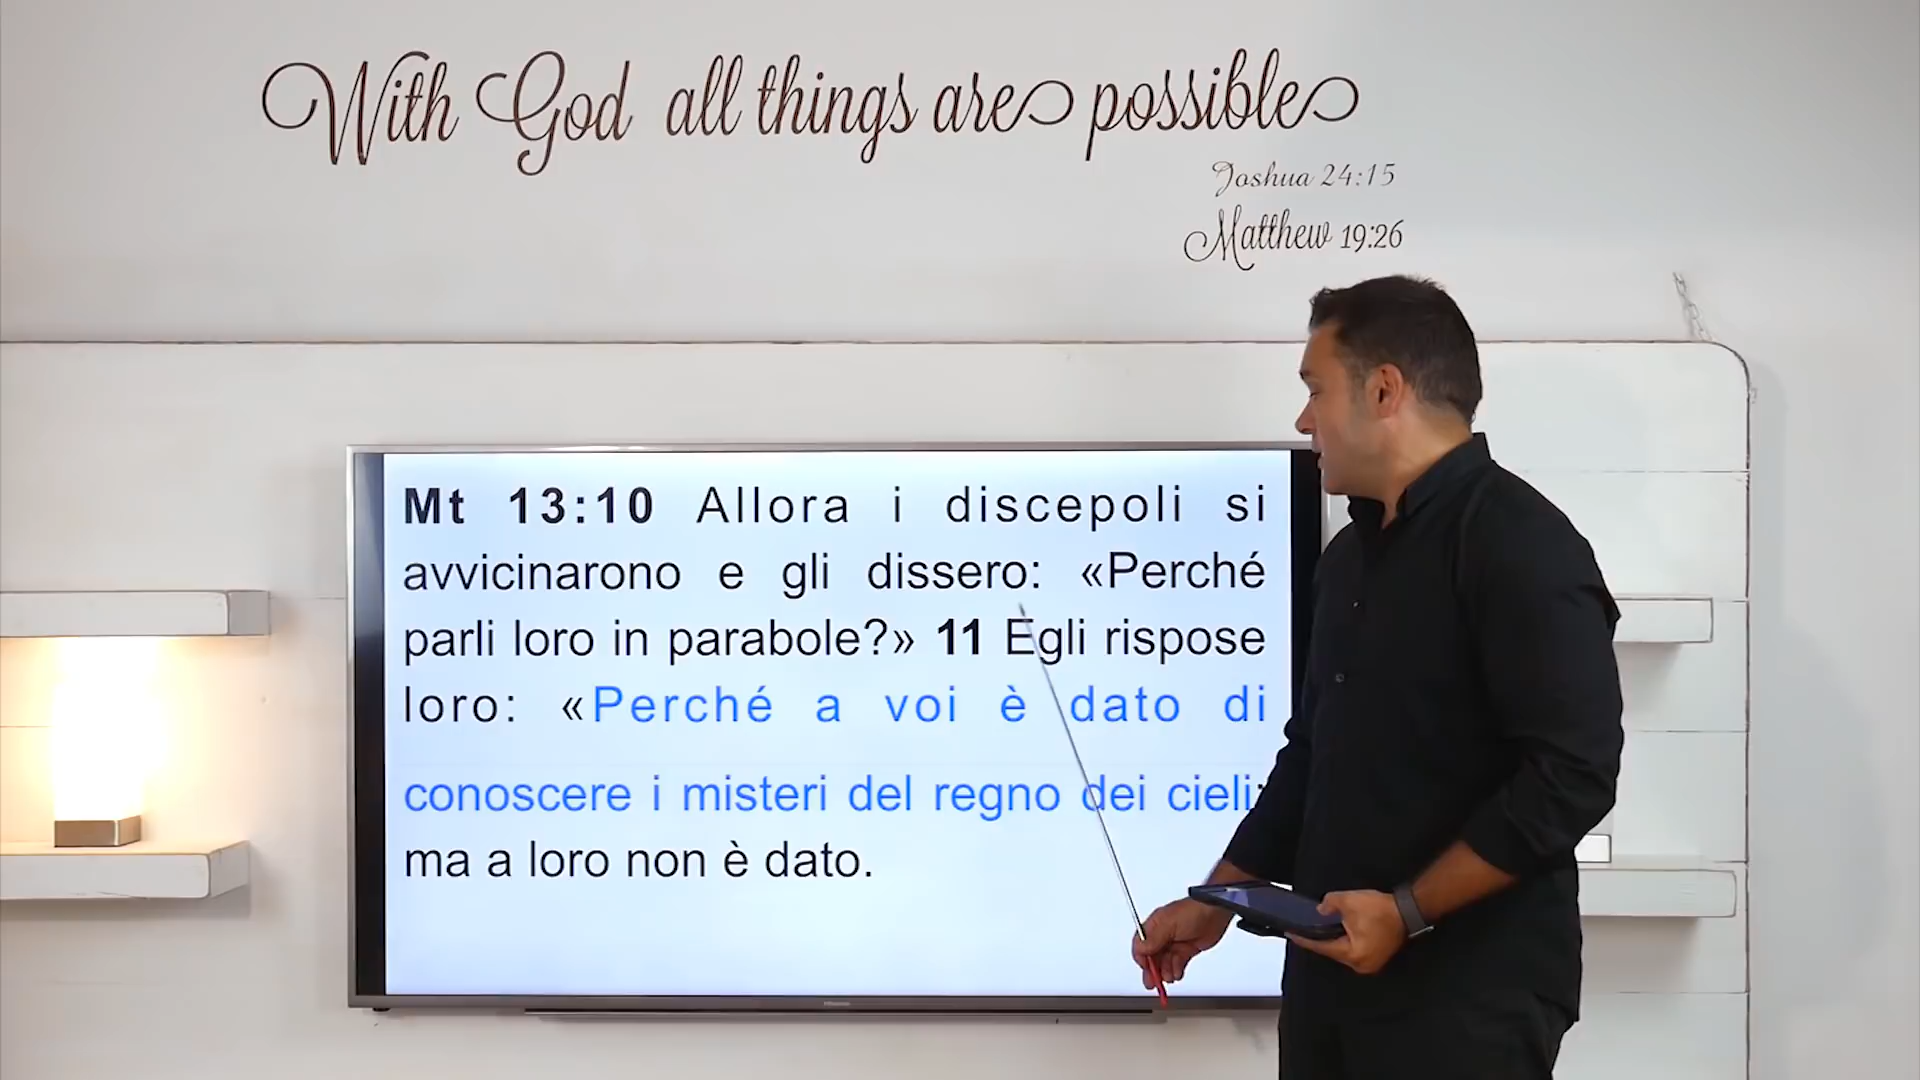 With God all things are possible
Joshua 24:15
Matthew 19:26
Mt 13:10 Allora i discepoli si
avvicinarono e gli dissero: «Perché
parli loro in parabole?» 11 Egli rispose
loro: «Perché a voi è dato di
conoscere i misteri del regno dei cieli;
ma a loro non è dato.
Hisense